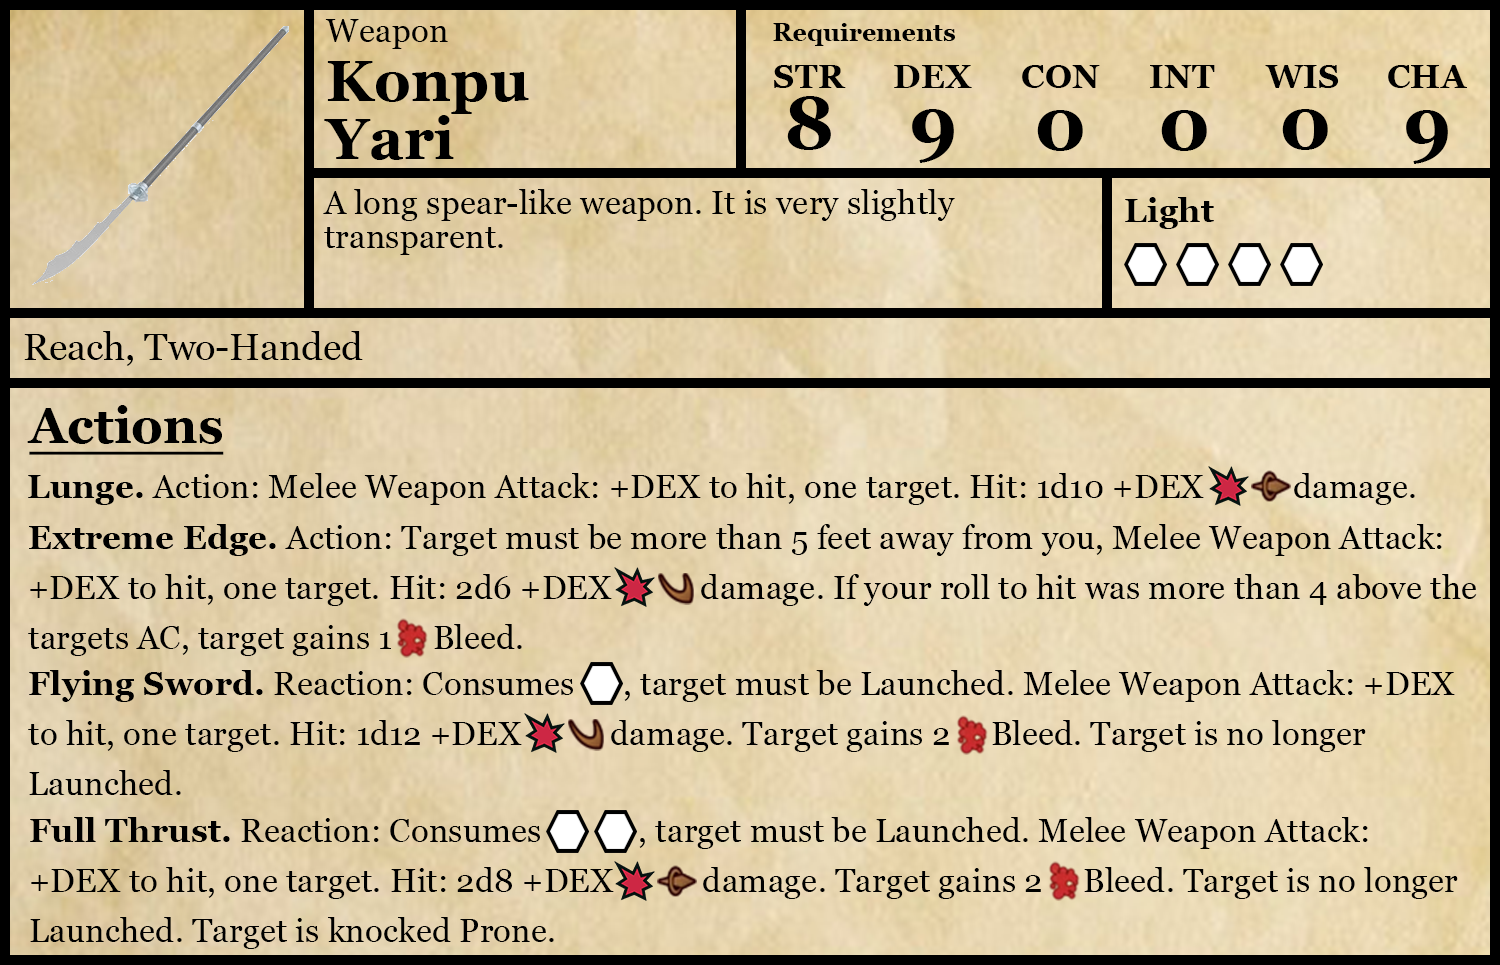 Weapon
Konpu
Yari
Requirements
STR DEX CON INT WIS CHA
8 9 0 0 0 9
A long spear-like weapon. It is very slightly
transparent.
Light
Reach, Two-Handed
Actions
Lunge. Action: Melee Weapon Attack: +DEX to hit, one target. Hit: 1d10 +DEX damage.
Extreme Edge. Action: Target must be more than 5 feet away from you, Melee Weapon Attack:
+DEX to hit, one target. Hit: 2d6 +DEX damage. If your roll to hit was more than 4 above the
targets AC, target gains 1 Bleed.
Flying Sword. Reaction: Consumes , target must be Launched. Melee Weapon Attack: +DEX
to hit, one target. Hit: 1d12 +DEX damage. Target gains 2 Bleed. Target is no longer
Launched.
Full Thrust. Reaction: Consumes , target must be Launched. Melee Weapon Attack:
+DEX to hit, one target. Hit: 2d8 +DEX damage. Target gains 2 Bleed. Target is no longer
Launched. Target is knocked Prone.